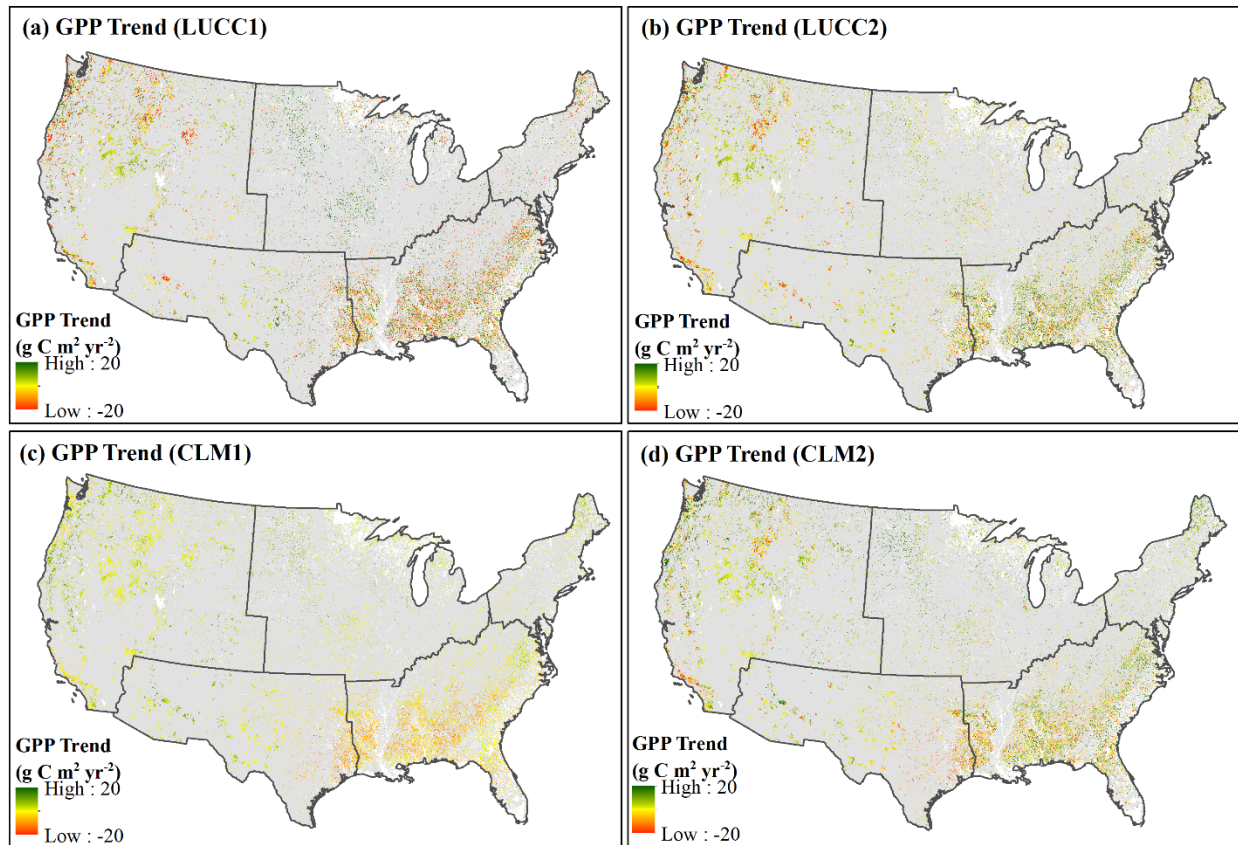 (a) GPP Trend (LUCC1)
GPP Trend
(g C m² yr⁻²)
High : 20
Low : -20
(b) GPP Trend (LUCC2)
GPP Trend
(g C m² yr⁻²)
High : 20
Low : -20
(c) GPP Trend (CLM1)
GPP Trend
(g C m² yr⁻²)
High : 20
Low : -20
(d) GPP Trend (CLM2)
GPP Trend
(g C m² yr⁻²)
High : 20
Low : -20